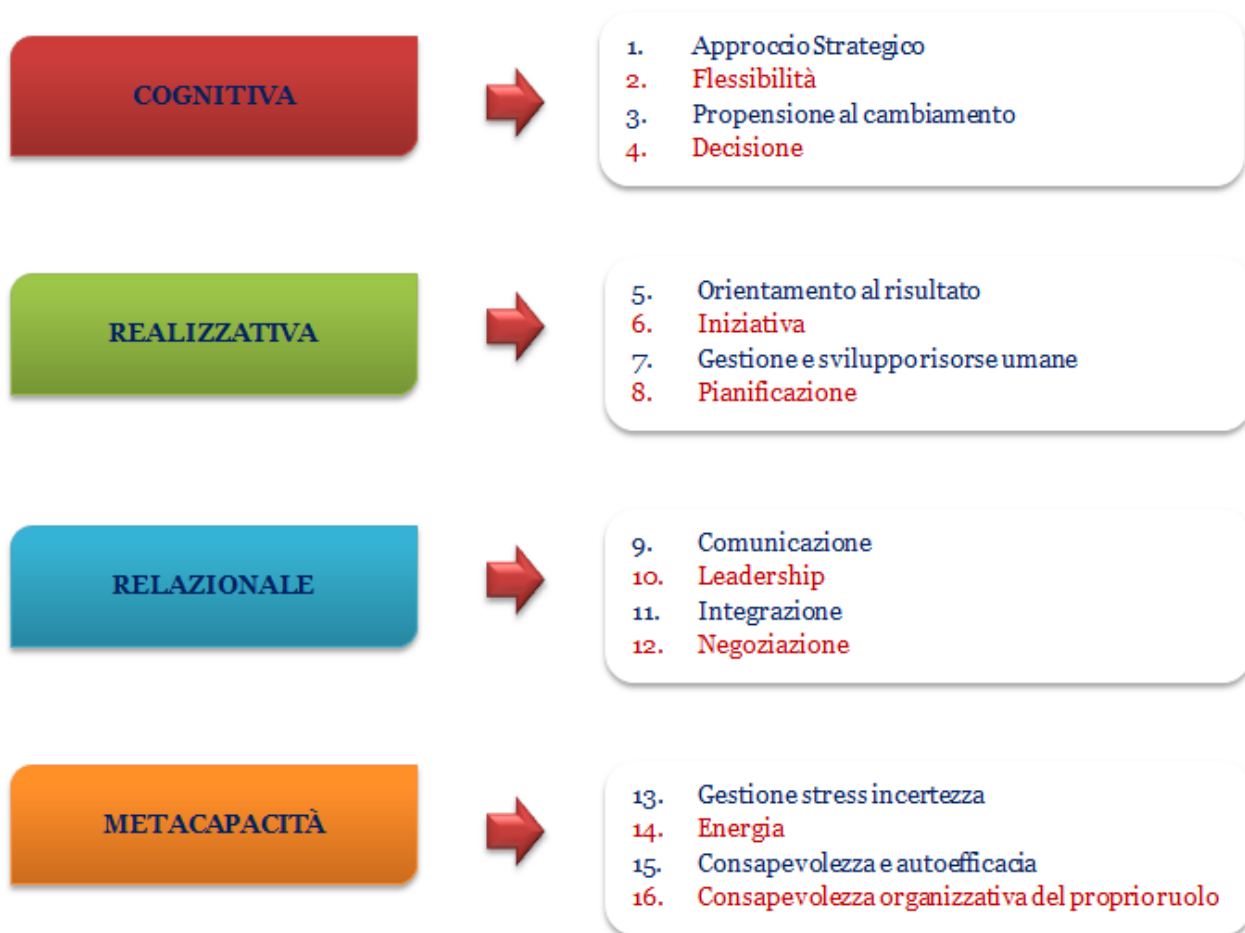 COGNITIVA
1. Approccio Strategico
2. Flessibilità
3. Propensione al cambiamento
4. Decisione
REALIZZATIVA
5. Orientamento al risultato
6. Iniziativa
7. Gestione e sviluppo risorse umane
8. Pianificazione
RELAZIONALE
9. Comunicazione
10. Leadership
11. Integrazione
12. Negoziazione
METACAPACITÀ
13. Gestione stress incertezza
14. Energia
15. Consapevolezza e autoefficacia
16. Consapevolezza organizzativa del proprio ruolo